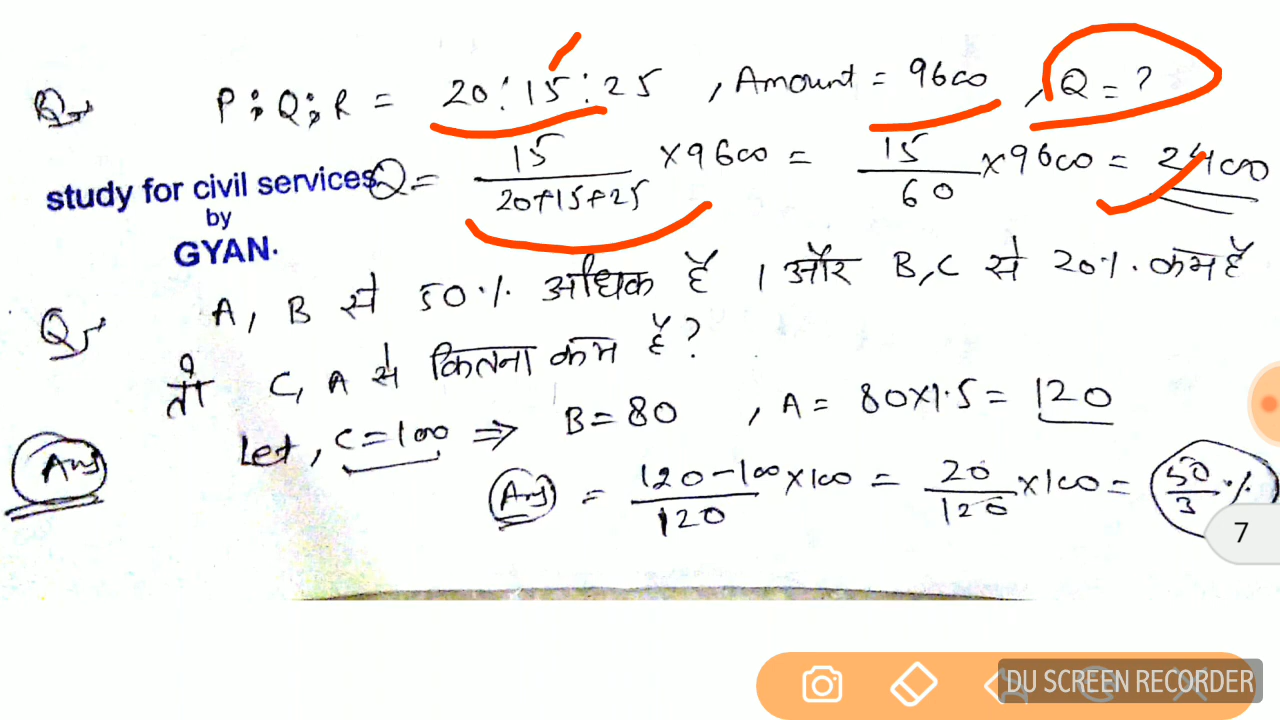 Q→ P:Q:R = 20:15:25 , Amount = 9600 , Q = ?
study for civil services
by
GYAN.
Q = 15/(20+15+25) ×9600 = 15/60 ×9600 = 2400
Q→ A, B से 50% अधिक है । और B, C से 20% कम है
तो C, A से कितना कम है ?
Let, C=100 ⇒ B=80 , A= 80×1.5= 120
Ans
Ans = (120-100)/120 ×100 = 20/120 ×100 = 50/3 %
7
DU SCREEN RECORDER